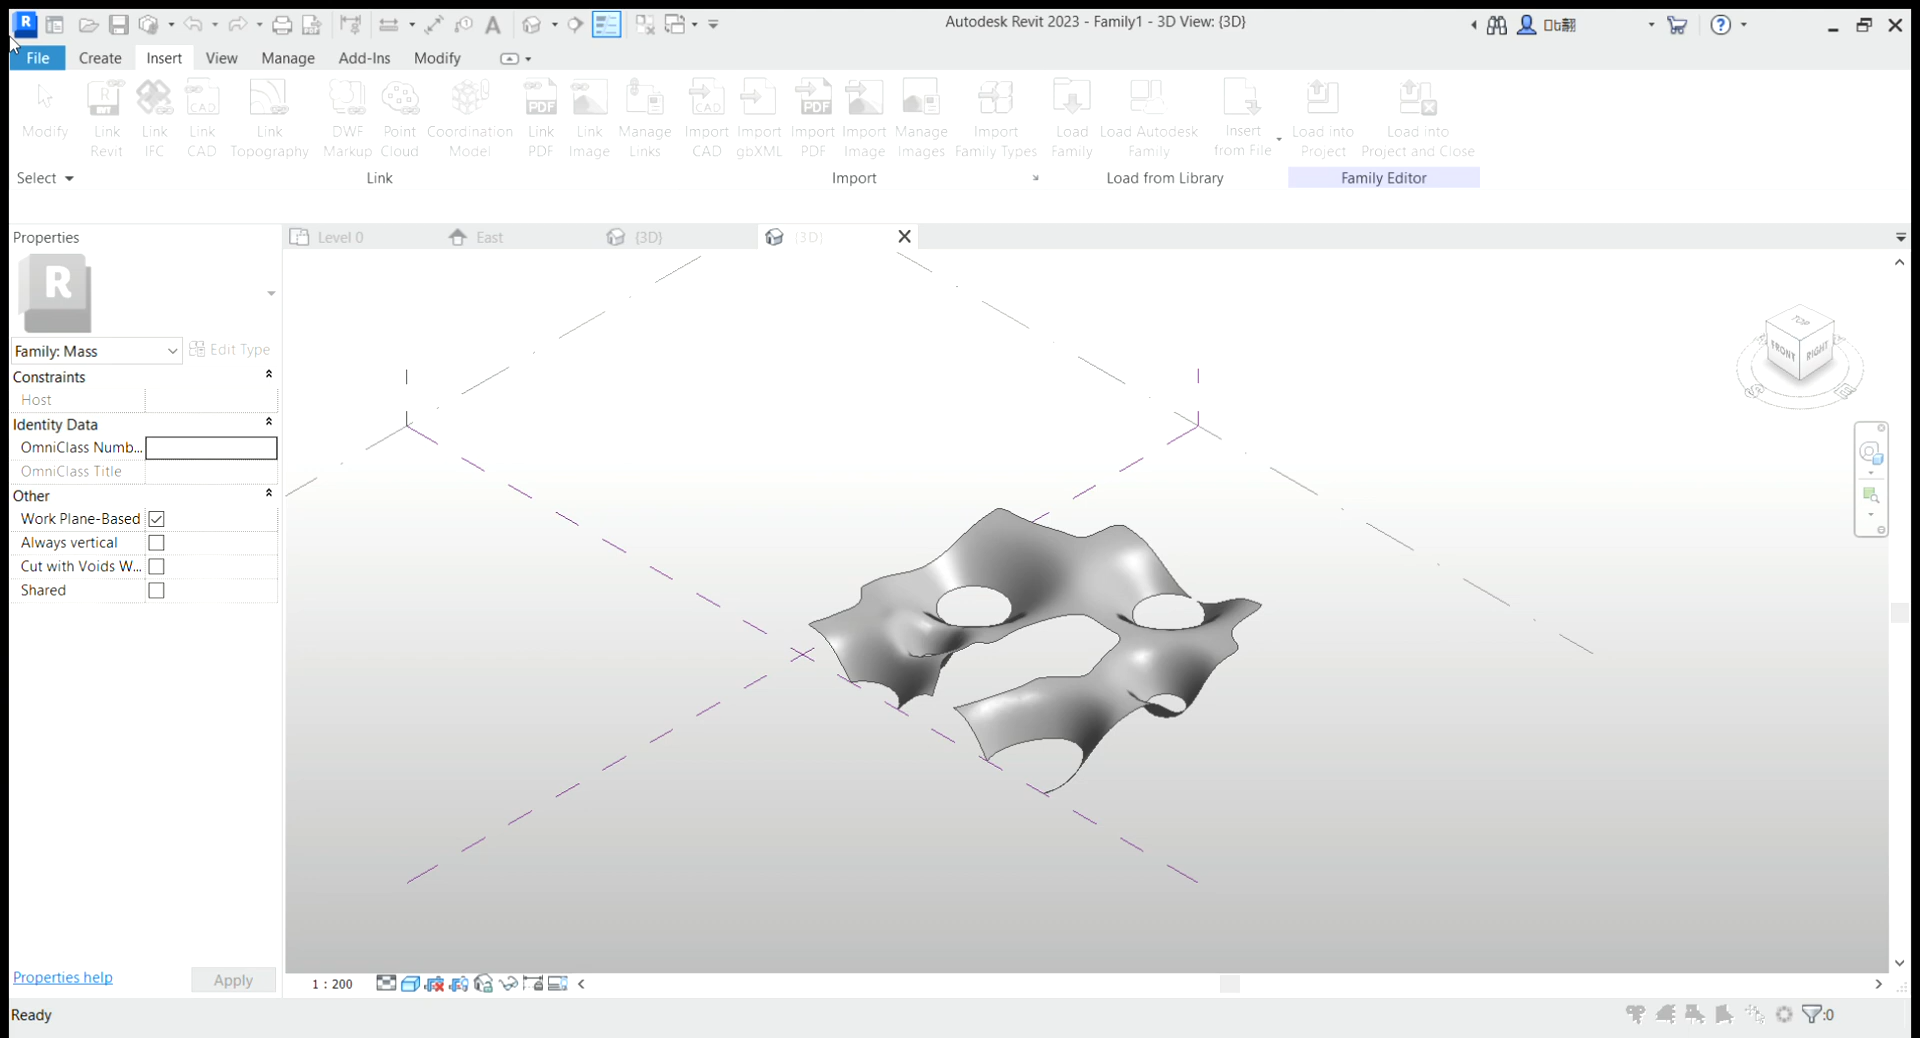 Autodesk Revit 2023 - Family1 - 3D View: {3D}
File Create Insert View Manage Add-Ins Modify
Modify
Link Revit
Link IFC
Link CAD
Link Topography
DWF Markup
Point Cloud
Coordination Model
Link PDF
Link Image
Manage Links
Import CAD
Import gbXML
Import PDF
Import Image
Manage Images
Import Family Types
Load Family
Load Autodesk Family
Insert from File
Load into Project
Load into Project and Close
Select Link Import Load from Library Family Editor
Properties
Level 0 East {3D} {3D}
R
Family: Mass Edit Type
Constraints
Host
Identity Data
OmniClass Numb...
OmniClass Title
Other
Work Plane-Based
Always vertical
Cut with Voids W...
Shared
TOP
FRONT RIGHT
Properties help Apply
1 : 200
Ready
:0